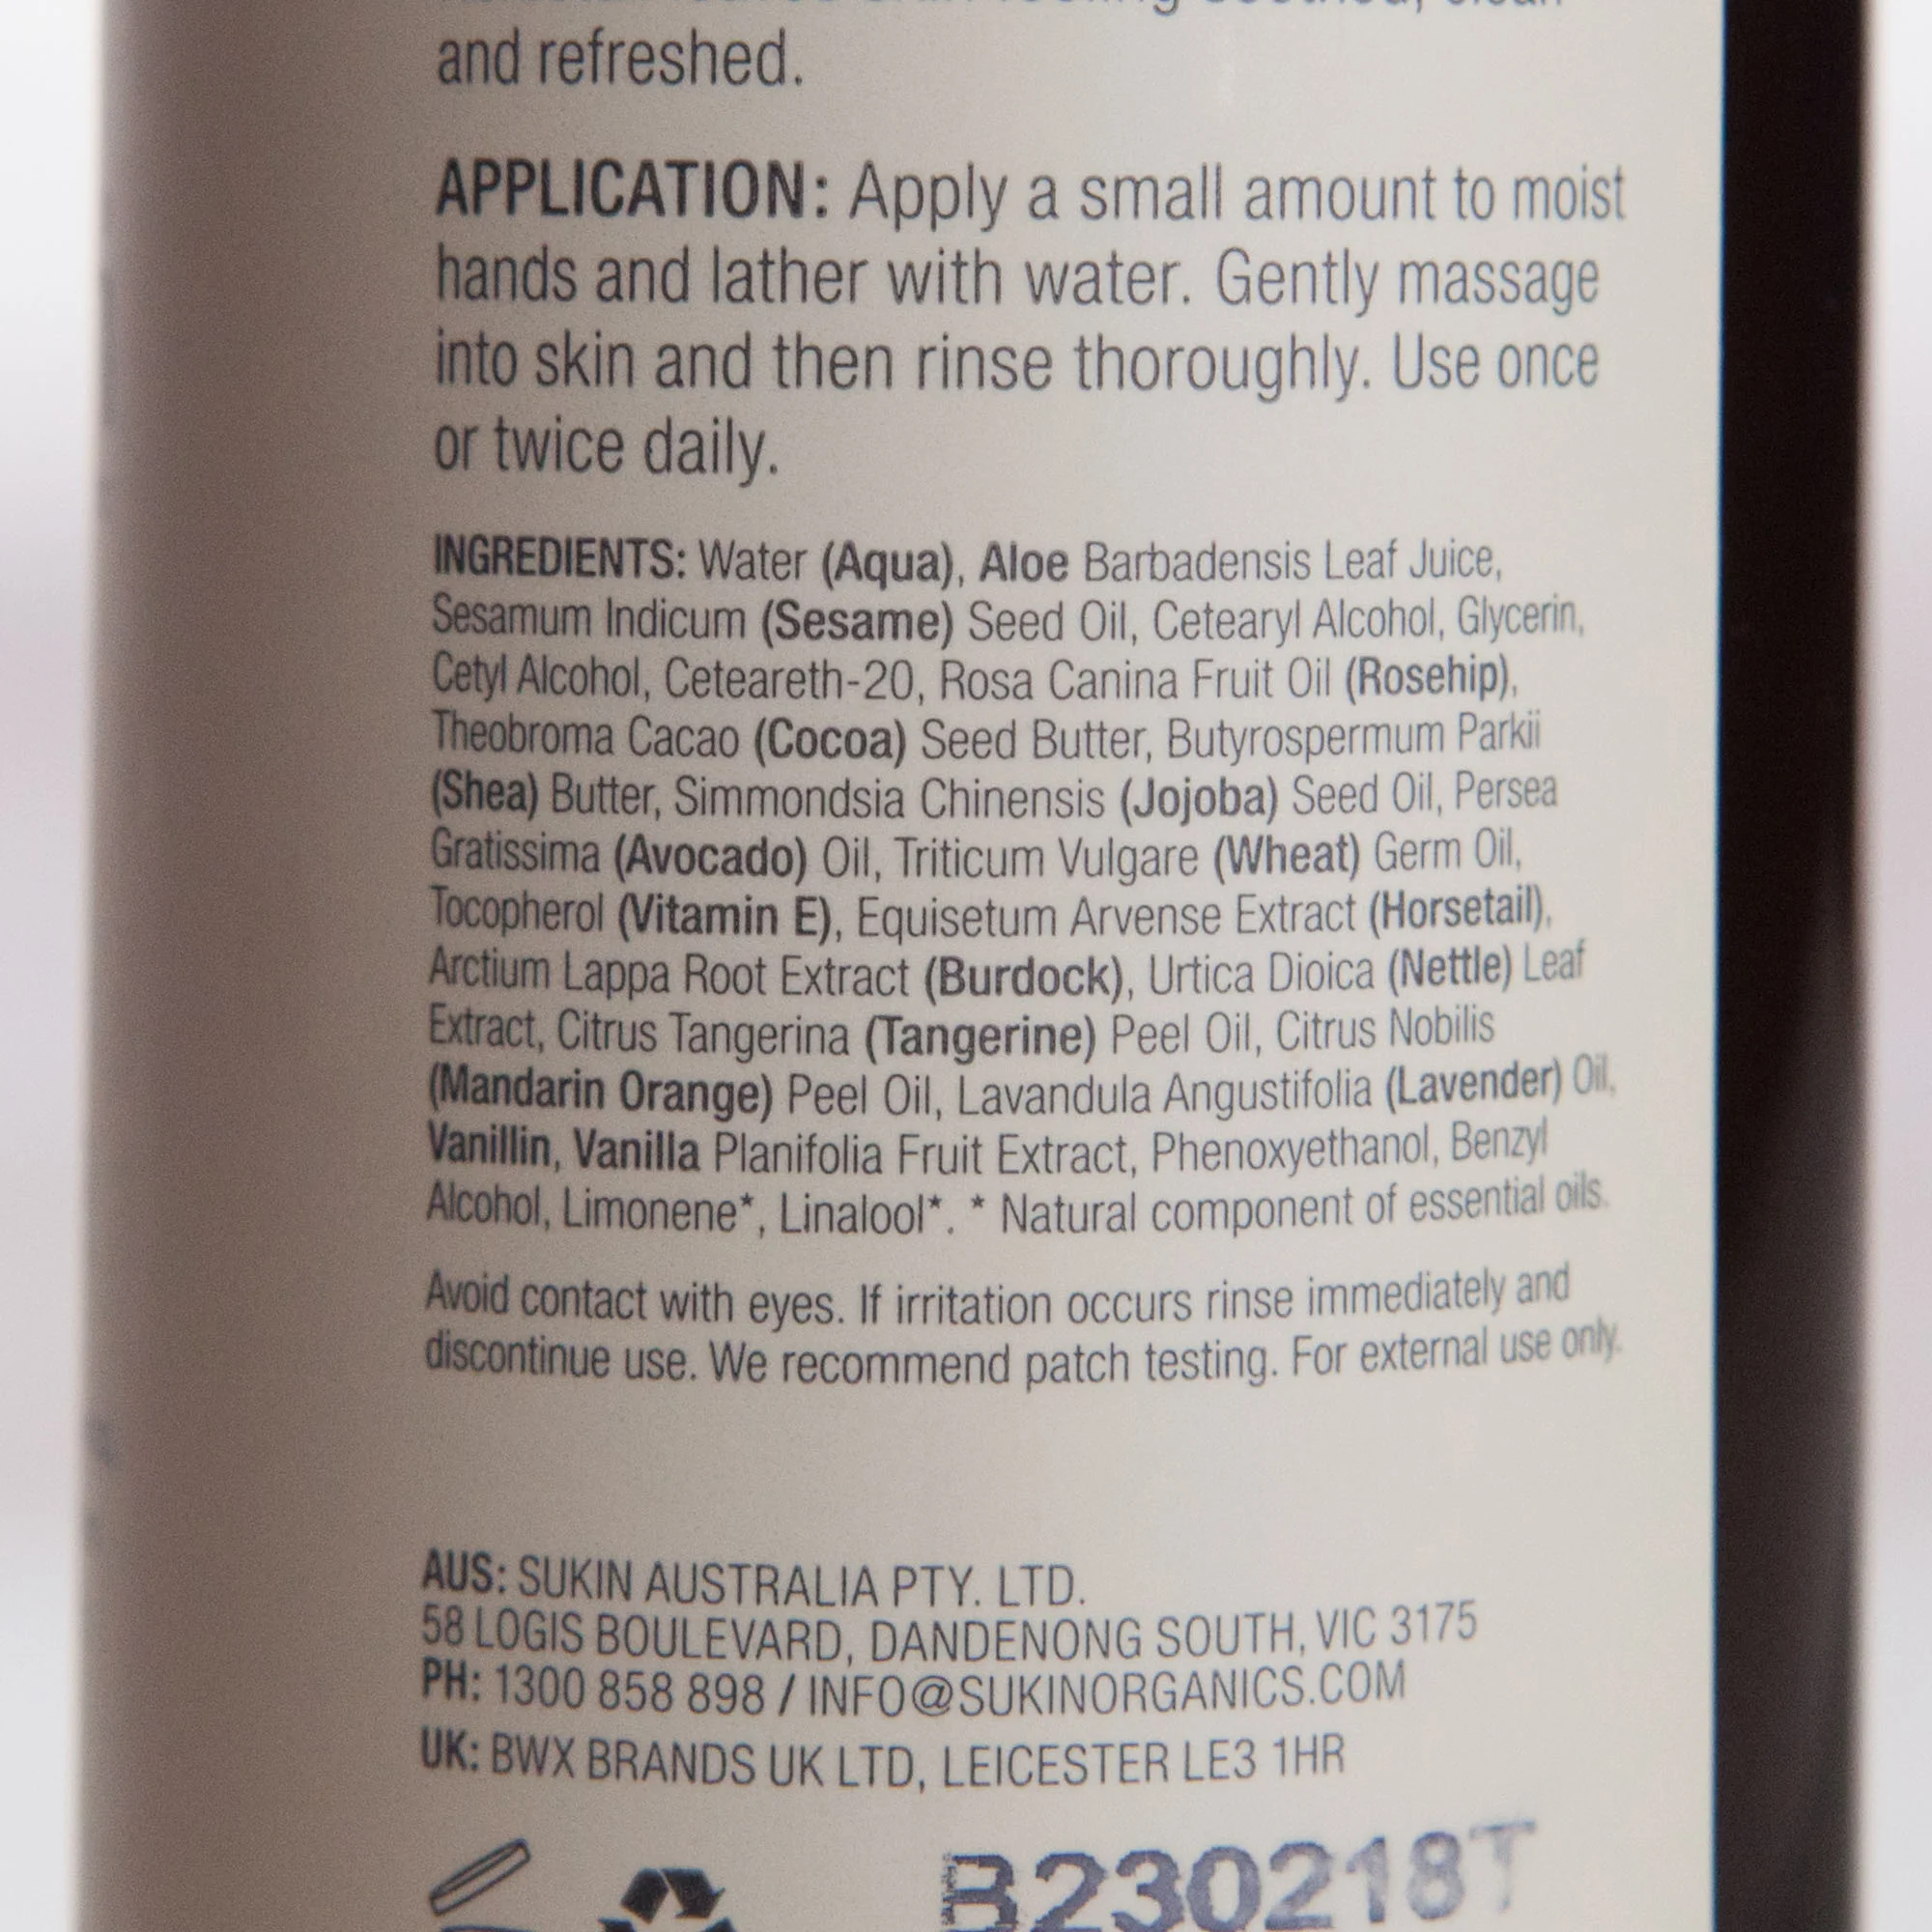 and refreshed.
APPLICATION: Apply a small amount to moist
hands and lather with water. Gently massage
into skin and then rinse thoroughly. Use once
or twice daily.
INGREDIENTS: Water (Aqua), Aloe Barbadensis Leaf Juice,
Sesamum Indicum (Sesame) Seed Oil, Cetearyl Alcohol, Glycerin,
Cetyl Alcohol, Ceteareth-20, Rosa Canina Fruit Oil (Rosehip),
Theobroma Cacao (Cocoa) Seed Butter, Butyrospermum Parkii
(Shea) Butter, Simmondsia Chinensis (Jojoba) Seed Oil, Persea
Gratissima (Avocado) Oil, Triticum Vulgare (Wheat) Germ Oil,
Tocopherol (Vitamin E), Equisetum Arvense Extract (Horsetail),
Arctium Lappa Root Extract (Burdock), Urtica Dioica (Nettle) Leaf
Extract, Citrus Tangerina (Tangerine) Peel Oil, Citrus Nobilis
(Mandarin Orange) Peel Oil, Lavandula Angustifolia (Lavender) Oil,
Vanillin, Vanilla Planifolia Fruit Extract, Phenoxyethanol, Benzyl
Alcohol, Limonene*, Linalool*. * Natural component of essential oils.
Avoid contact with eyes. If irritation occurs rinse immediately and
discontinue use. We recommend patch testing. For external use only.
AUS: SUKIN AUSTRALIA PTY. LTD.
58 LOGIS BOULEVARD, DANDENONG SOUTH, VIC 3175
PH: 1300 858 898 / INFO@SUKINORGANICS.COM
UK: BWX BRANDS UK LTD, LEICESTER LE3 1HR
B230218T